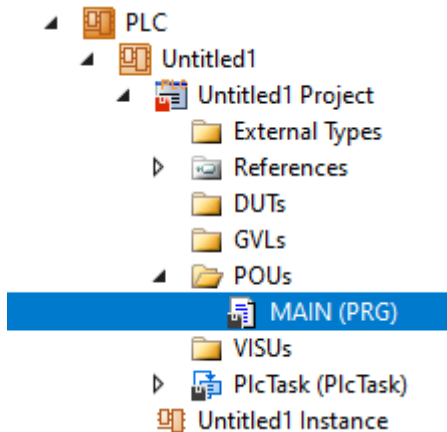 PLC
Untitled1
Untitled1 Project
External Types
References
DUTs
GVLs
POUs
MAIN (PRG)
VISUs
PlcTask (PlcTask)
Untitled1 Instance